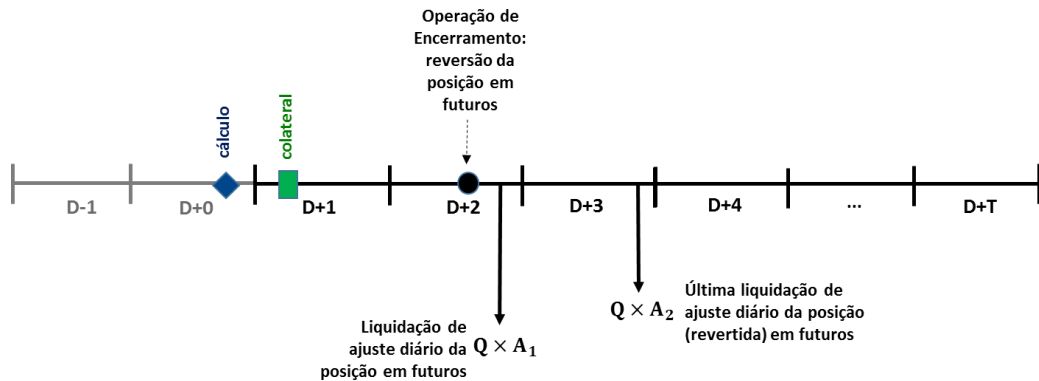 Operação de
Encerramento:
reversão da
posição em
futuros
cálculo
colateral
D-1
D+0
D+1
D+2
D+3
D+4
...
D+T
Liquidação de
ajuste diário da
posição em futuros
Q × A₁
Q × A₂
Última liquidação de
ajuste diário da posição
(revertida) em futuros